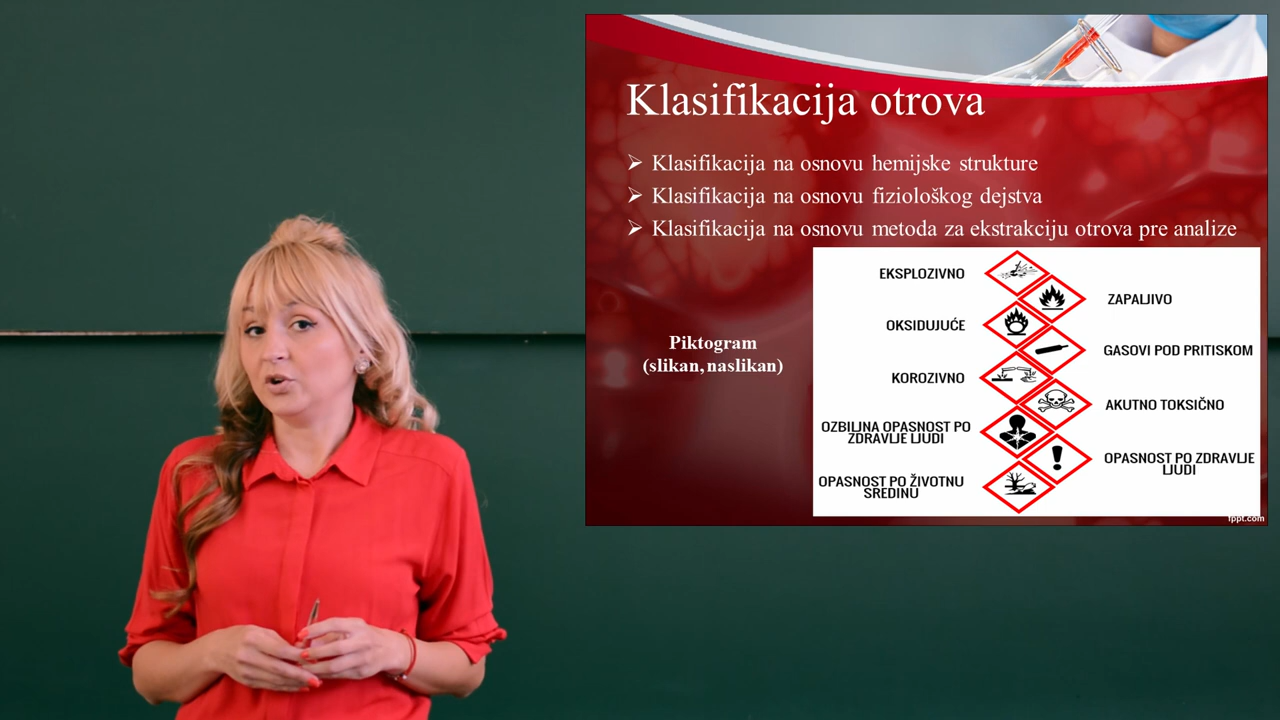 Klasifikacija otrova
➢ Klasifikacija na osnovu hemijske strukture
➢ Klasifikacija na osnovu fiziološkog dejstva
➢ Klasifikacija na osnovu metoda za ekstrakciju otrova pre analize
Piktogram
(slikan, naslikan)
EKSPLOZIVNO
ZAPALJIVO
OKSIDUJUĆE
GASOVI POD PRITISKOM
KOROZIVNO
AKUTNO TOKSIČNO
OZBILJNA OPASNOST PO
ZDRAVLJE LJUDI
OPASNOST PO ZDRAVLJE
LJUDI
OPASNOST PO ŽIVOTNU
SREDINU
fppt.com